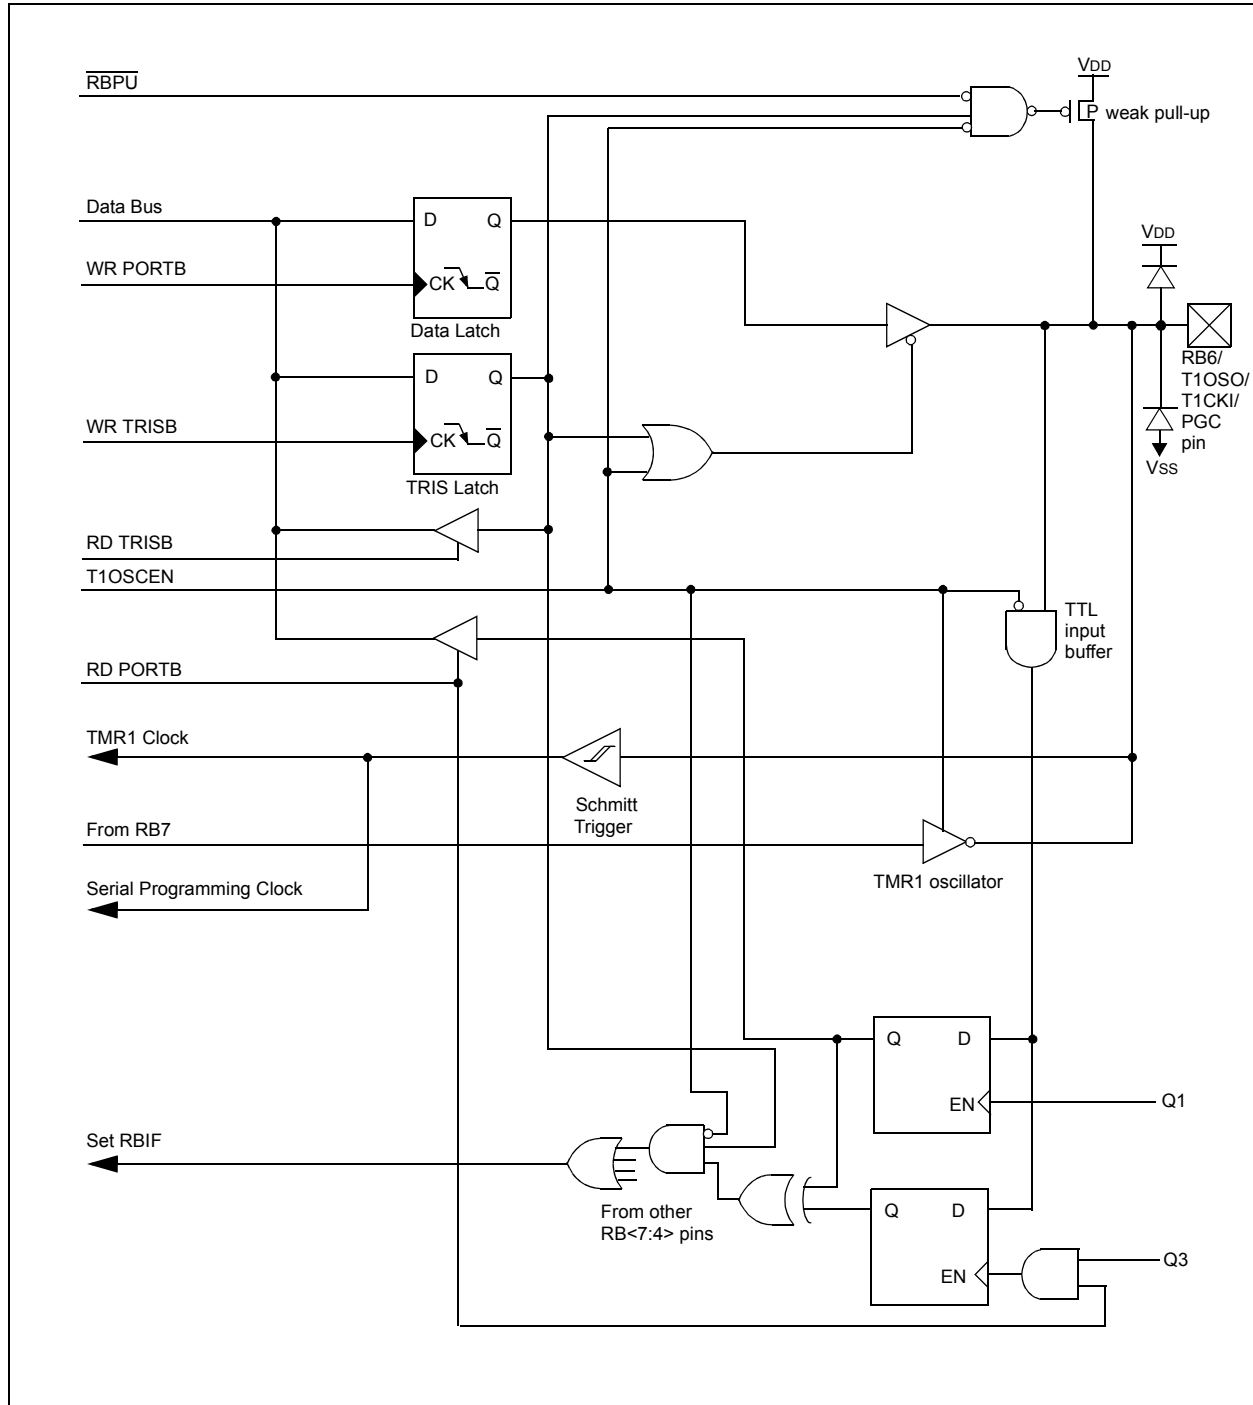 RBPU
VDD
P weak pull-up
Data Bus
D Q
VDD
WR PORTB
CK Q
Data Latch
D Q
RB6/
T1OSO/
T1CKI/
PGC
pin
WR TRISB
CK Q
VSS
TRIS Latch
RD TRISB
T1OSCEN
TTL
input
buffer
RD PORTB
TMR1 Clock
Schmitt
Trigger
From RB7
TMR1 oscillator
Serial Programming Clock
Q D
EN
Q1
Set RBIF
From other
RB<7:4> pins
Q D
EN
Q3